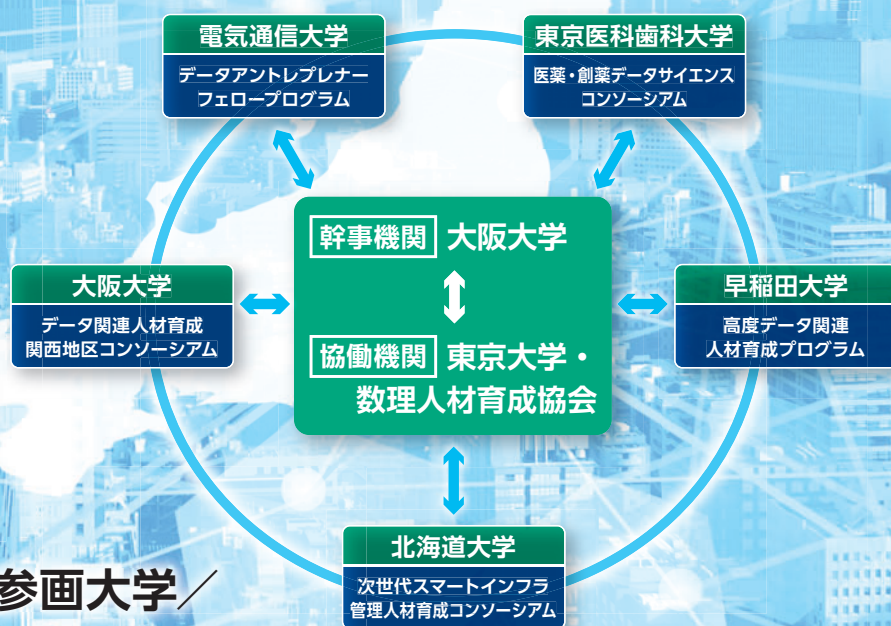 電気通信大学
データアントレプレナー
フェロープログラム
東京医科歯科大学
医薬・創薬データサイエンス
コンソーシアム
幹事機関 大阪大学
協働機関 東京大学・
数理人材育成協会
大阪大学
データ関連人材育成
関西地区コンソーシアム
早稲田大学
高度データ関連
人材育成プログラム
北海道大学
次世代スマートインフラ
管理人材育成コンソーシアム
参画大学／